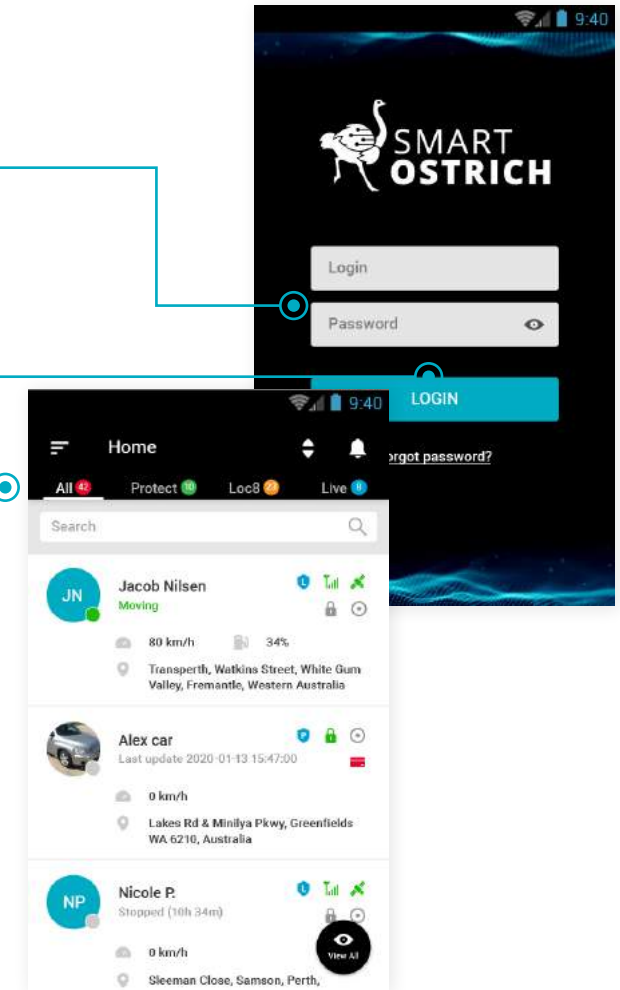 9:40
SMART
OSTRICH
Login
Password
LOGIN
orgot password?
9:40
Home
All 42 Protect 10 Loc8 23 Live 8
Search
JN
Jacob Nilsen
L
Moving
80 km/h 34%
Transperth, Watkins Street, White Gum
Valley, Fremantle, Western Australia
Alex car
P
Last update 2020-01-13 15:47:00
0 km/h
Lakes Rd & Minilya Pkwy, Greenfields
WA 6210, Australia
NP
Nicole P.
L
Stopped (10h 34m)
0 km/h
View All
Sleeman Close, Samson, Perth,